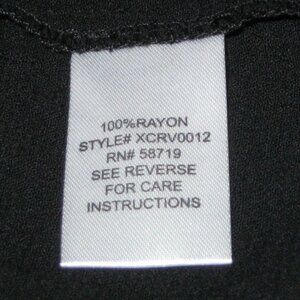 100%RAYON
STYLE# XCRV0012
RN# 58719
SEE REVERSE
FOR CARE
INSTRUCTIONS